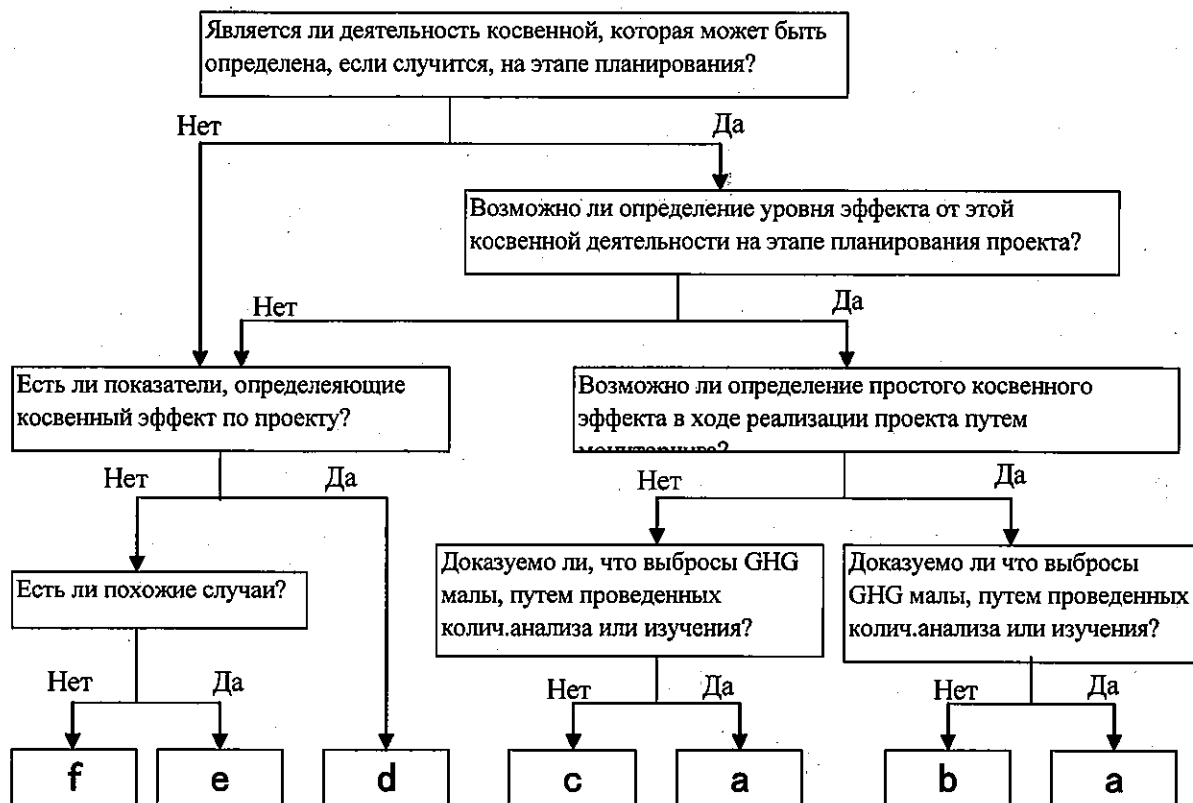 Является ли деятельность косвенной, которая может быть
определена, если случится, на этапе планирования?
Нет
Да
Возможно ли определение уровня эффекта от этой
косвенной деятельности на этапе планирования проекта?
Нет
Да
Есть ли показатели, определеяющие
косвенный эффект по проекту?
Возможно ли определение простого косвенного
эффекта в ходе реализации проекта путем
мониторинга?
Нет
Да
Нет
Да
Есть ли похожие случаи?
Доказуемо ли, что выбросы GHG
малы, путем проведенных
колич.анализа или изучения?
Доказуемо ли что выбросы
GHG малы, путем проведенных
колич.анализа или изучения?
Нет
Да
Нет
Да
Нет
Да
f
e
d
c
a
b
a